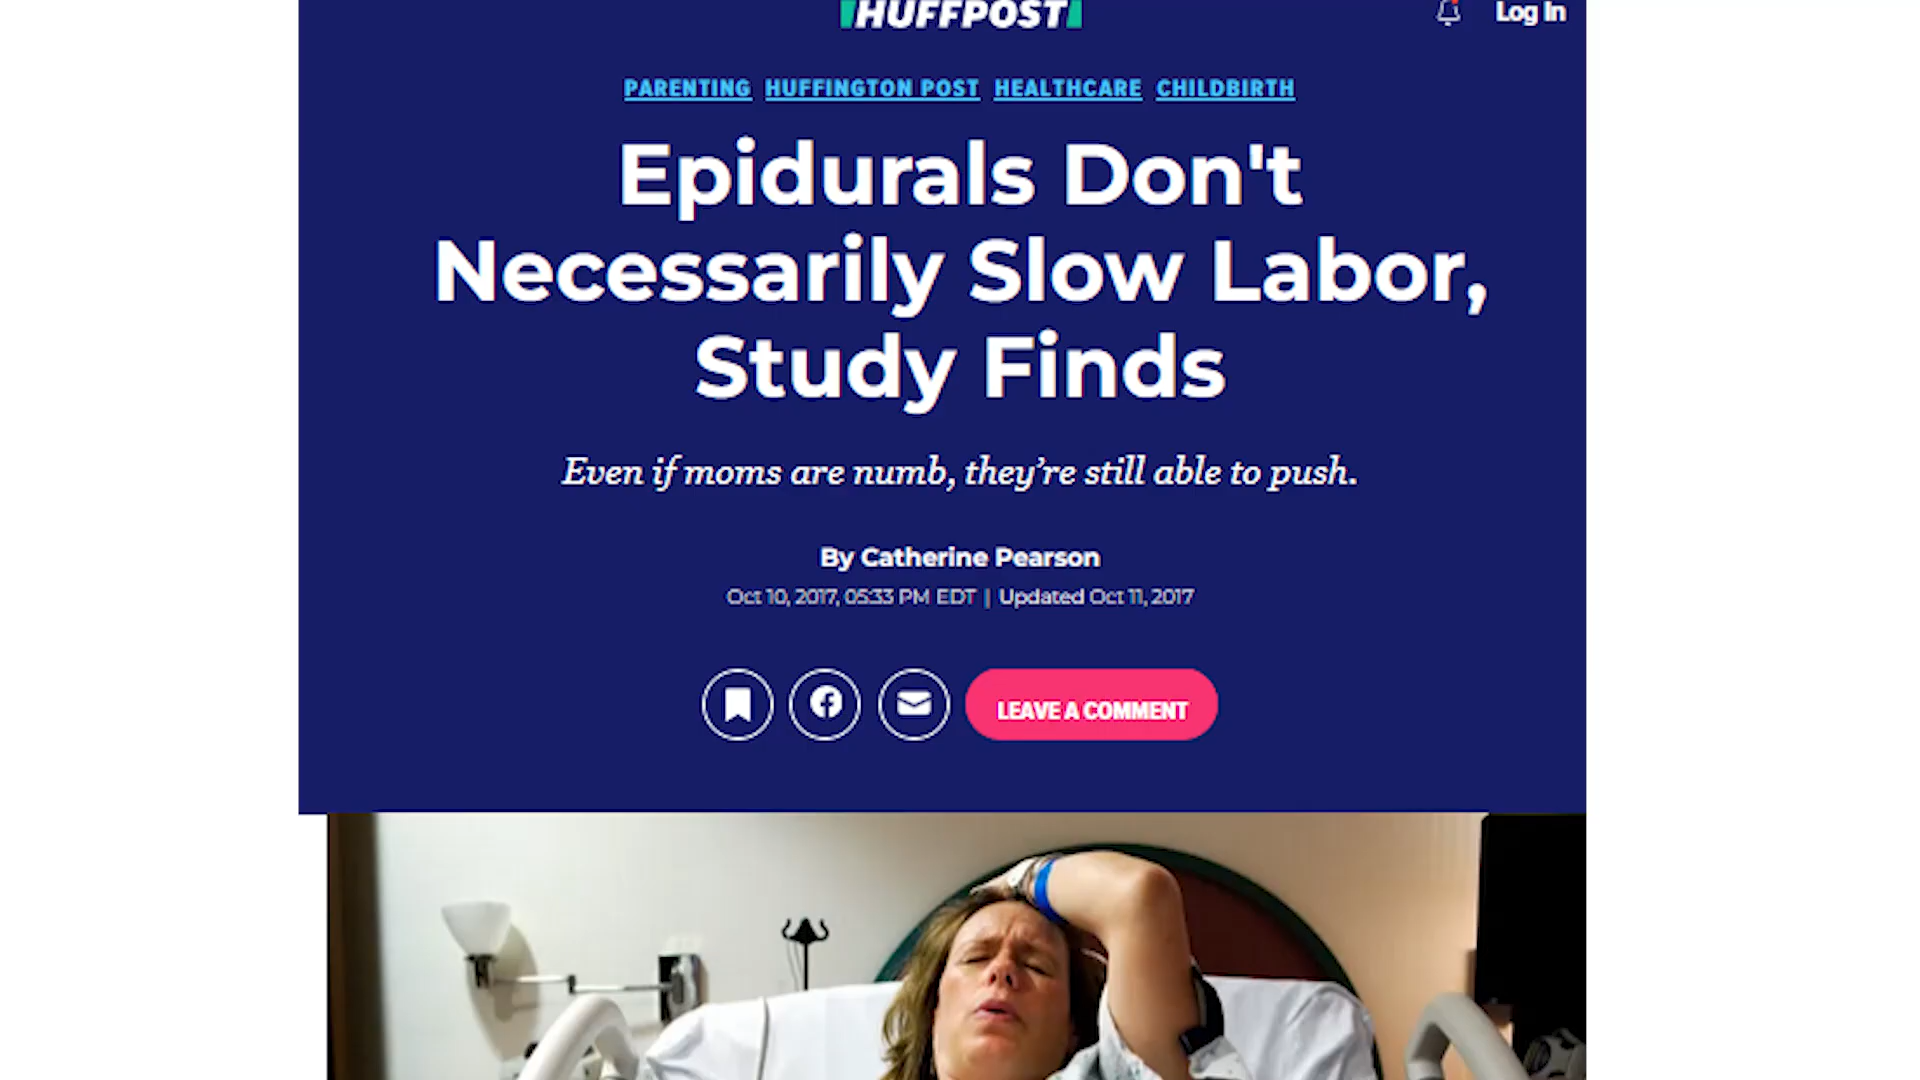 HUFFPOST
Log In
PARENTING HUFFINGTON POST HEALTHCARE CHILDBIRTH
Epidurals Don't
Necessarily Slow Labor,
Study Finds
Even if moms are numb, they’re still able to push.
By Catherine Pearson
Oct 10, 2017, 05:33 PM EDT | Updated Oct 11, 2017
LEAVE A COMMENT